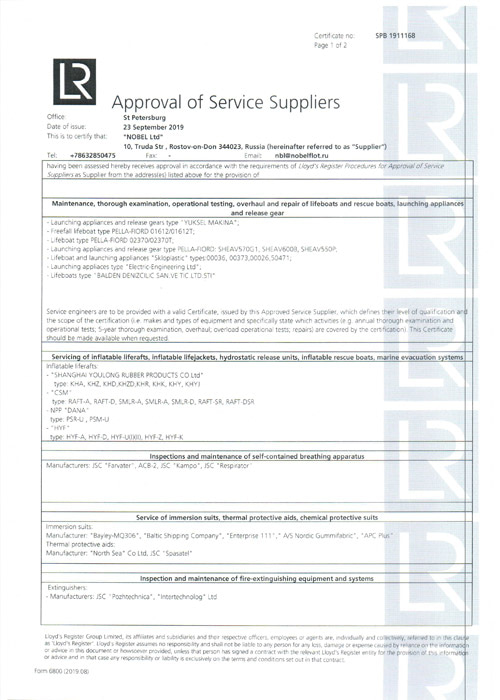 Certificate no: SPB 1911168
Page 1 of 2
LR
Approval of Service Suppliers
Office: St Petersburg
Date of issue: 23 September 2019
This is to certify that: "NOBEL Ltd"
10, Truda Str , Rostov-on-Don 344023, Russia (hereinafter referred to as "Supplier")
Tel: +78632850475 Fax: - Email: nbl@nobelflot.ru
having been assessed hereby receives approval in accordance with the requirements of Lloyd's Register Procedures for Approval of Service
Suppliers as Supplier from the address(es) listed above for the provision of:
Maintenance, thorough examination, operational testing, overhaul and repair of lifeboats and rescue boats, launching appliances
and release gear
- Launching appliances and release gears type "YUKSEL MAKINA";
- Freefall lifeboat type PELLA-FIORD 01612/01612T;
- Lifeboat type PELLA-FIORD 02370/02370T;
- Launching appliances and release gear type PELLA-FIORD: SHEAV570G1, SHEAV600B, SHEAV550P;
- Lifeboat and launching appliances "Skloplastic" types:00036, 00373,00026,50471;
- Launching appliaces type "Electric-Engineering Ltd";
- Lifeboats type "BALDEN DENIZCILIC SAN.VE TIC.LTD.STI"
Service engineers are to be provided with a valid Certificate, issued by this Approved Service Supplier, which defines their level of qualification and
the scope of the certification (i.e. makes and types of equipment and specifically state which activities (e.g. annual thorough examination and
operational tests; 5-year thorough examination, overhaul; overload operational tests; repairs) are covered by the certification). This Certificate
should be made available when requested.
Servicing of inflatable liferafts, inflatable lifejackets, hydrostatic release units, inflatable rescue boats, marine evacuation systems
Inflatable liferafts:
- "SHANGHAI YOULONG RUBBER PRODUCTS CO.Ltd"
type: KHA, KHZ, KHD,KHZD,KHR, KHK, KHY, KHYJ
- "CSM"
type: RAFT-A, RAFT-D, SMLR-A, SMLR-A, SMLR-D, RAFT-SR, RAFT-DSR
- NPP "DANA"
type: PSR-U , PSM-U
- "HYF"
type: HYF-A, HYF-D, HYF-U(00), HYF-Z, HYF-K
Inspections and maintenance of self-contained breathing apparatus
Manufacturers: JSC "Farvater", ACB-2, JSC "Kampo", JSC "Respirator"
Service of immersion suits, thermal protective aids, chemical protective suits
Immersion suits:
Manufacturer: "Bayley-MQ306", "Baltic Shipping Company", "Enterprise 111"," A/S Nordic Gummifabric", "APC Plus"
Thermal protective aids:
Manufacturer: "North Sea" Co Ltd, JSC "Spasatel"
Inspection and maintenance of fire-extinguishing equipment and systems
Extinguishers:
- Manufacturers: JSC "Pozhtechnica", "Intertechnolog" Ltd
Lloyd's Register Group Limited, its affiliates and subsidiaries and their respective officers, employees or agents are, individually and collectively, referred to in this clause
as 'Lloyd's Register'. Lloyd's Register assumes no responsibility and shall not be liable to any person for any loss, damage or expense caused by reliance on the information
or advice in this document or howsoever provided, unless that person has signed a contract with the relevant Lloyd's Register entity for the provision of this information
or advice and in that case any responsibility or liability is exclusively on the terms and conditions set out in that contract.
Form 6800 (2019.08)